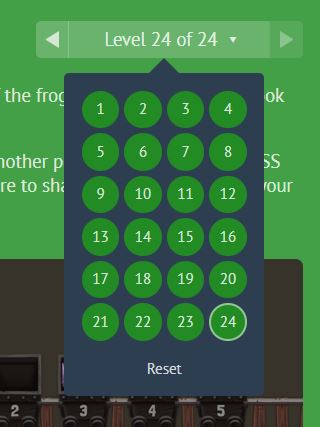 Level 24 of 24
the frog
ook
1 2 3 4
nother p
SS
5 6 7 8
re to sha
your
9 10 11 12
13 14 15 16
17 18 19 20
21 22 23 24
Reset
2 3 4 5